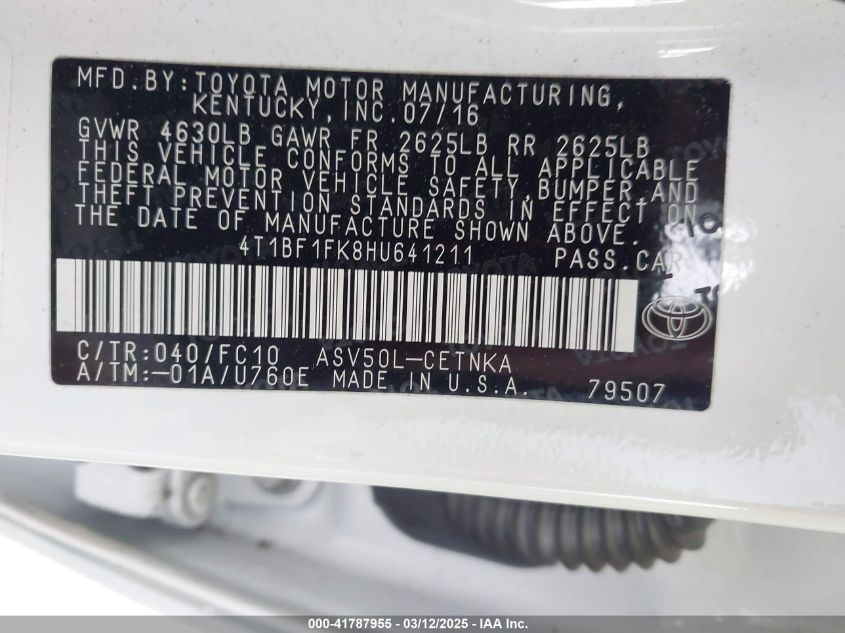 MFD. BY: TOYOTA MOTOR MANUFACTURING,
KENTUCKY, INC. 07/16
GVWR 4630LB GAWR FR 2625LB RR 2625LB
THIS VEHICLE CONFORMS TO ALL APPLICABLE
FEDERAL MOTOR VEHICLE SAFETY, BUMPER, AND
THEFT PREVENTION STANDARDS IN EFFECT ON
THE DATE OF MANUFACTURE SHOWN ABOVE.
4T1BF1FK8HU641211 PASS. CAR
C/TR: 040/FC10 ASV50L-CETNKA
A/TM: -01A/U760E MADE IN U.S.A. 79507
000-41787955 - 03/12/2025 - IAA Inc.